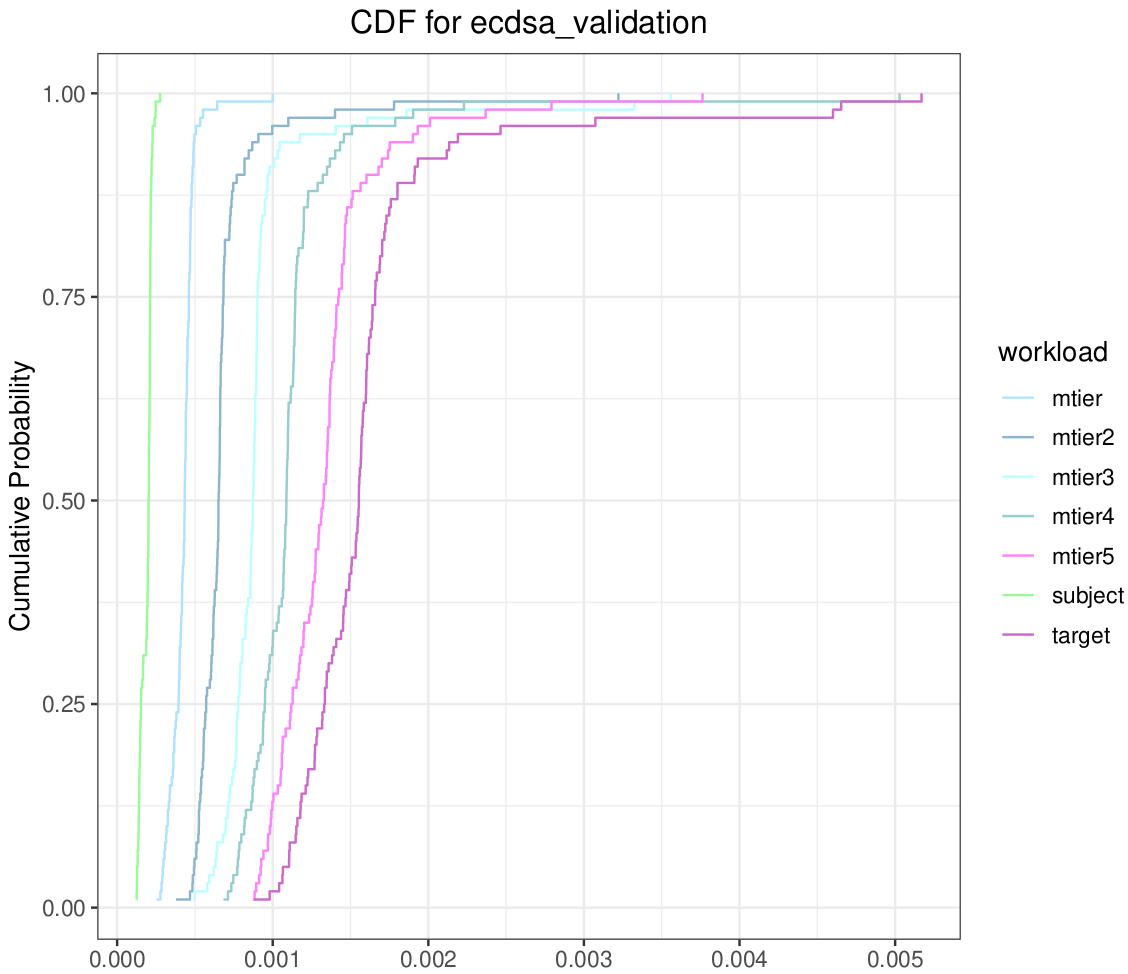 CDF for ecdsa_validation
Cumulative Probability
1.00
0.75
0.50
0.25
0.00
0.000
0.001
0.002
0.003
0.004
0.005
workload
mtier
mtier2
mtier3
mtier4
mtier5
subject
target